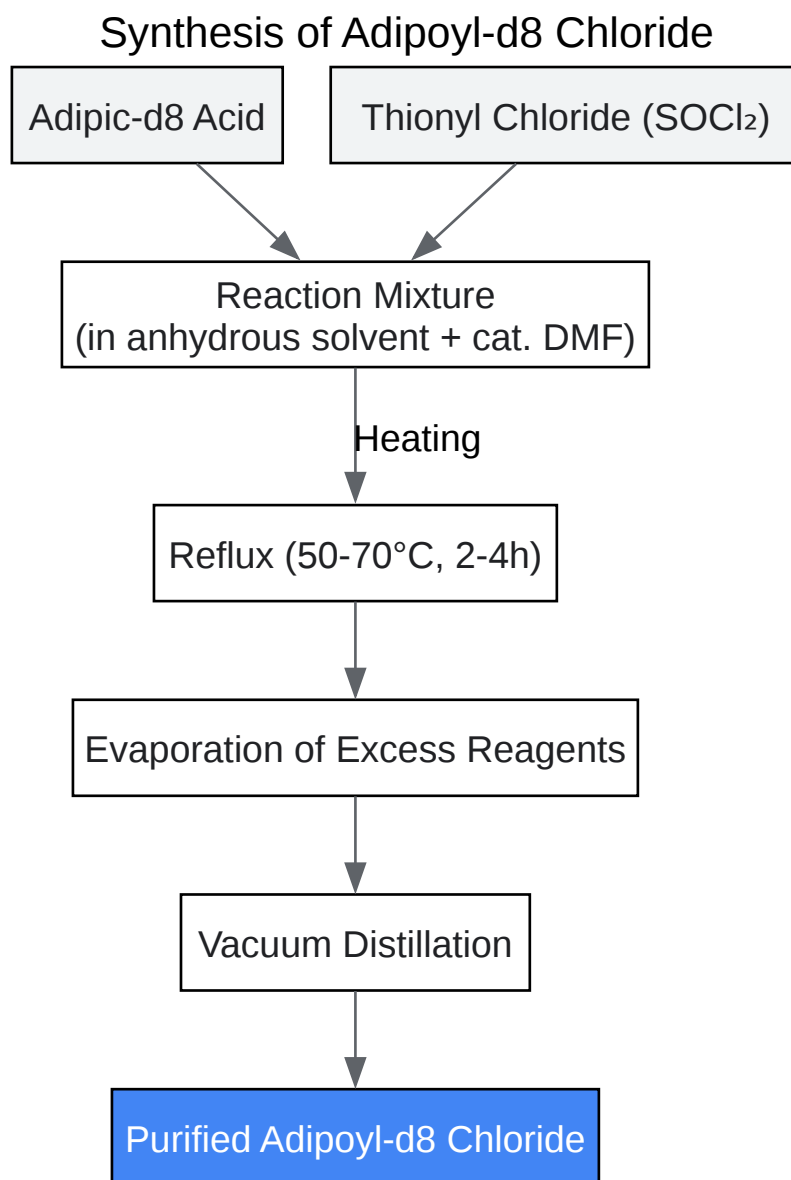 Synthesis of Adipoyl-d8 Chloride
Adipic-d8 Acid
Thionyl Chloride (SOCl₂)
Reaction Mixture
(in anhydrous solvent + cat. DMF)
Heating
Reflux (50-70°C, 2-4h)
Evaporation of Excess Reagents
Vacuum Distillation
Purified Adipoyl-d8 Chloride